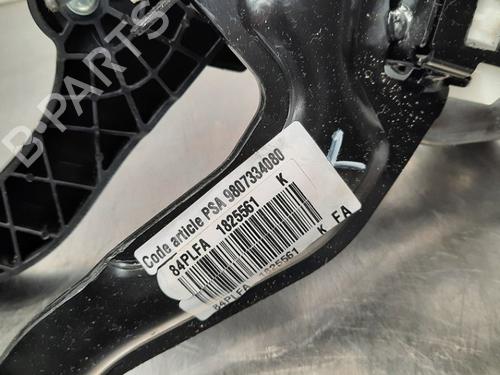 Code article PSA 9807334080
84PLFA 1825561 K
84PLFA 1825561 K FA
B-PARTS